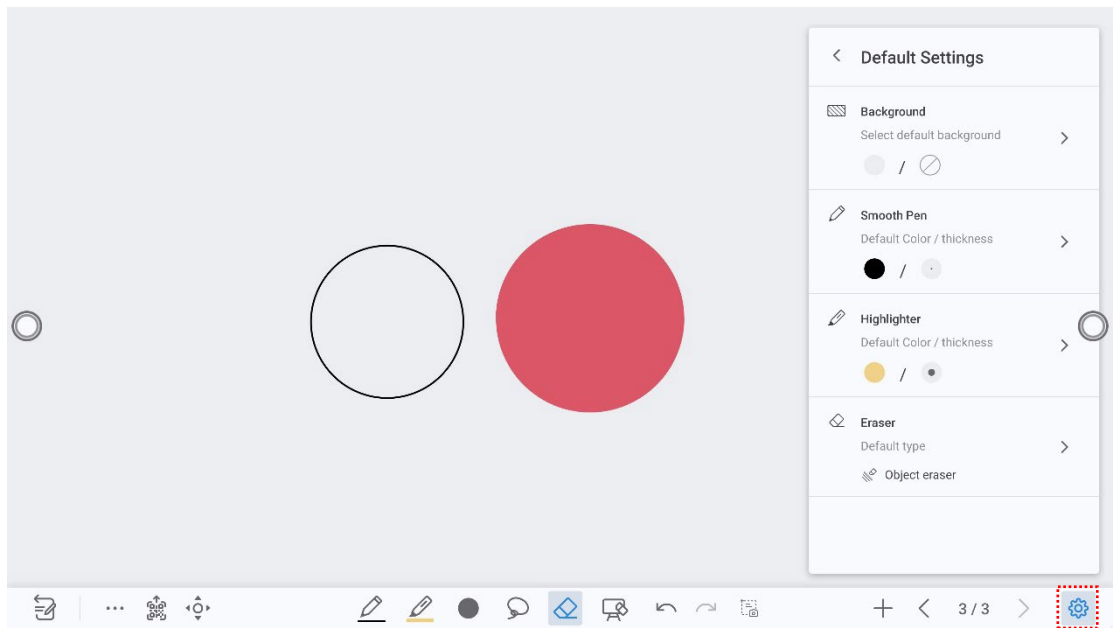 Default Settings
Background
Select default background
/
Smooth Pen
Default Color / thickness
/
Highlighter
Default Color / thickness
/
Eraser
Default type
Object eraser
3 / 3